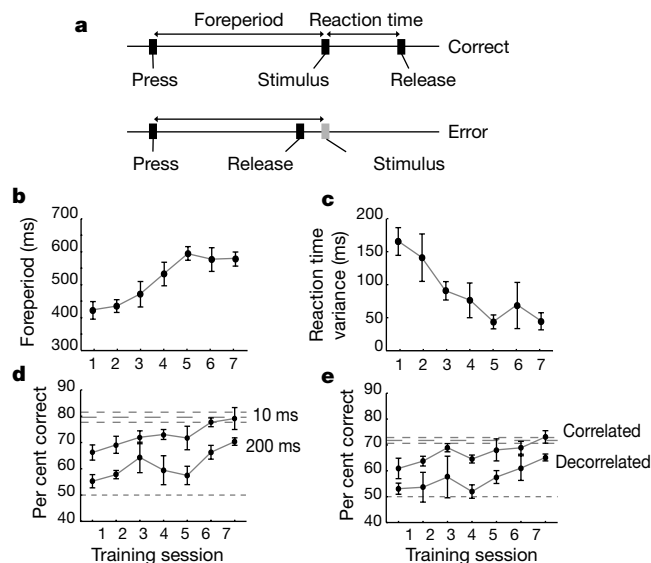 a
Foreperiod Reaction time
Correct
Press Stimulus Release
Error
Press Release Stimulus
b
700
600
500
400
300
Foreperiod (ms)
1 2 3 4 5 6 7
c
200
150
100
50
0
Reaction time
variance (ms)
1 2 3 4 5 6 7
d
90
80
70
60
50
40
Per cent correct
10 ms
200 ms
1 2 3 4 5 6 7
Training session
e
90
80
70
60
50
40
Per cent correct
Correlated
Decorrelated
1 2 3 4 5 6 7
Training session